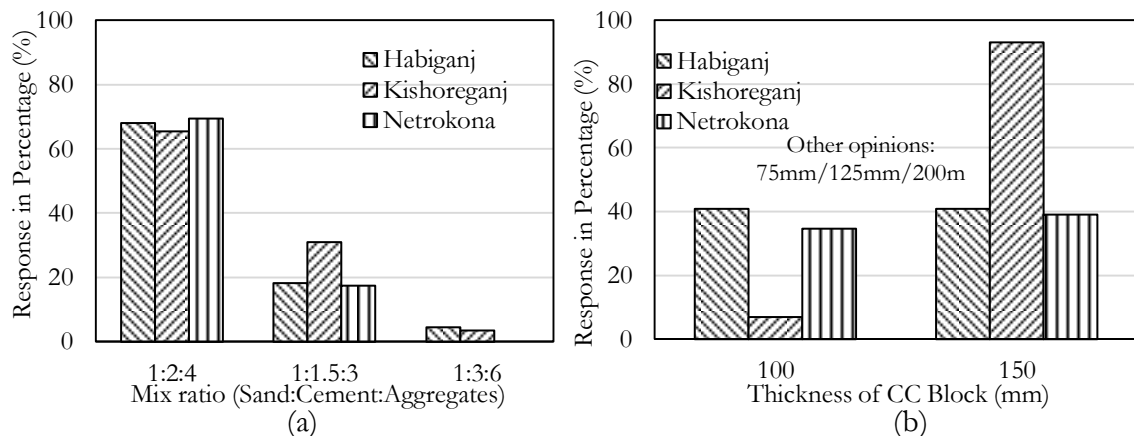 Response in Percentage (%)
100
80
60
40
20
0
Habiganj
Kishoreganj
Netrokona
1:2:4
1:1.5:3
1:3:6
Mix ratio (Sand:Cement:Aggregates)
(a)
Response in Percentage (%)
100
80
60
40
20
0
Habiganj
Kishoreganj
Netrokona
Other opinions:
75mm/125mm/200m
100
150
Thickness of CC Block (mm)
(b)